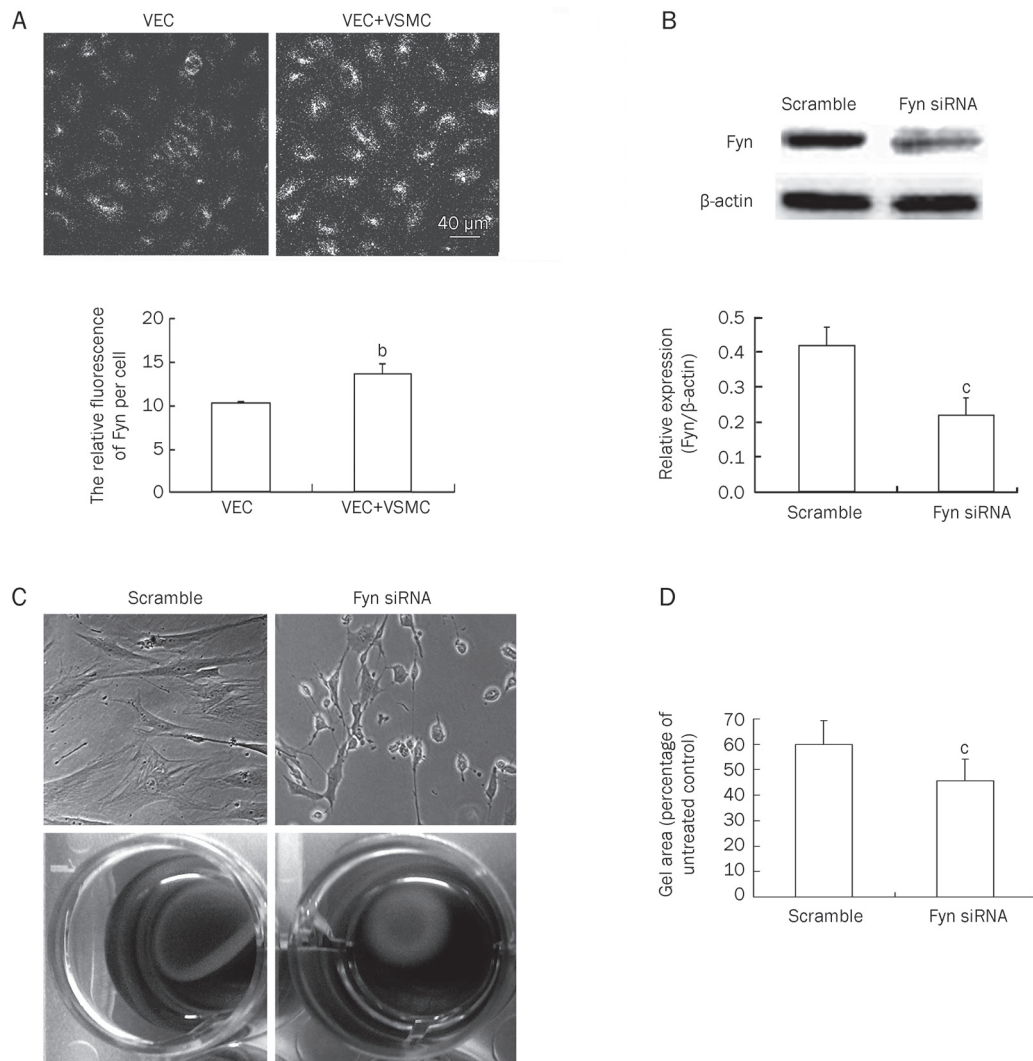 A
VEC
VEC+VSMC
40 µm
The relative fluorescence
of Fyn per cell
20
15
10
5
0
b
VEC
VEC+VSMC
B
Scramble
Fyn siRNA
Fyn
β-actin
Relative expression
(Fyn/β-actin)
0.5
0.4
0.3
0.2
0.1
0.0
c
Scramble
Fyn siRNA
C
Scramble
Fyn siRNA
D
Gel area (percentage of
untreated control)
70
60
50
40
30
20
10
0
c
Scramble
Fyn siRNA